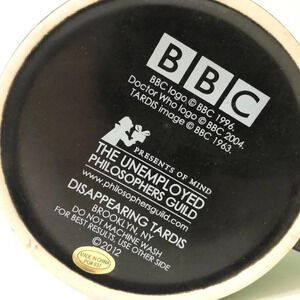 BBC
BBC logo © BBC 1996.
Doctor Who logo © BBC 2004.
TARDIS image © BBC 1963.
PRESENTS OF MIND
THE UNEMPLOYED
PHILOSOPHERS GUILD
www.philosophersguild.com
DISAPPEARING TARDIS
BROOKLYN, NY
DO NOT MACHINE WASH
FOR BEST RESULTS, USE OTHER SIDE
©2012
MADE IN CHINA